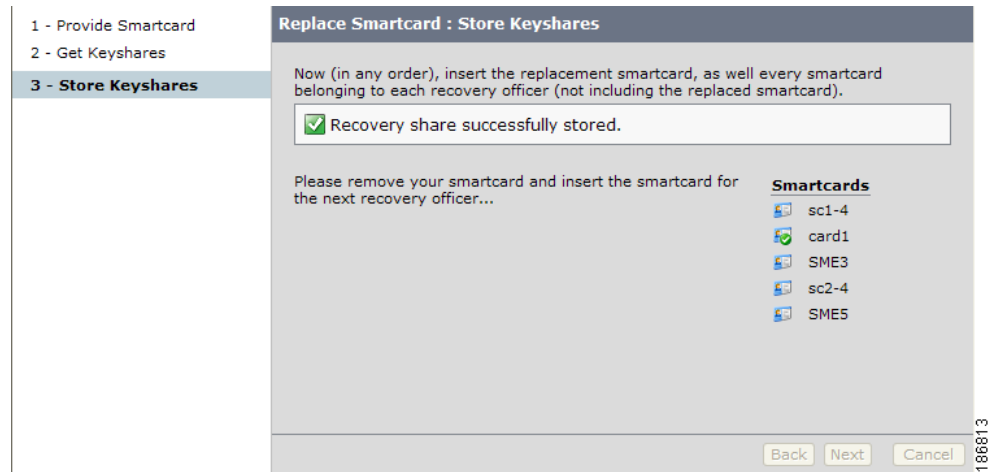 1 - Provide Smartcard
2 - Get Keyshares
3 - Store Keyshares
Replace Smartcard : Store Keyshares
Now (in any order), insert the replacement smartcard, as well every smartcard
belonging to each recovery officer (not including the replaced smartcard).
Recovery share successfully stored.
Please remove your smartcard and insert the smartcard for
the next recovery officer...
Smartcards
sc1-4
card1
SME3
sc2-4
SME5
Back Next Cancel
186813